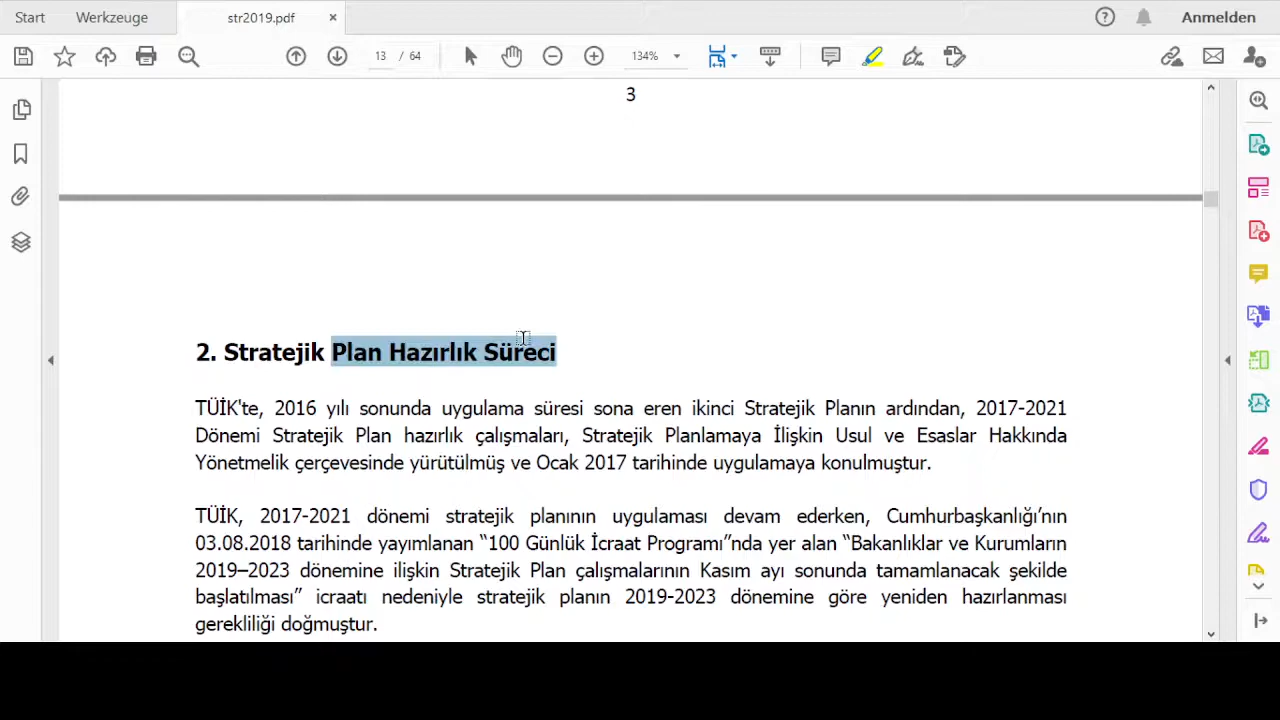 Start Werkzeuge str2019.pdf × Anmelden
13 / 64 134%
3
2. Stratejik Plan Hazırlık Süreci
TÜİK'te, 2016 yılı sonunda uygulama süresi sona eren ikinci Stratejik Planın ardından, 2017-2021
Dönemi Stratejik Plan hazırlık çalışmaları, Stratejik Planlamaya İlişkin Usul ve Esaslar Hakkında
Yönetmelik çerçevesinde yürütülmüş ve Ocak 2017 tarihinde uygulamaya konulmuştur.
TÜİK, 2017-2021 dönemi stratejik planının uygulaması devam ederken, Cumhurbaşkanlığı’nın
03.08.2018 tarihinde yayımlanan “100 Günlük İcraat Programı”nda yer alan “Bakanlıklar ve Kurumların
2019–2023 dönemine ilişkin Stratejik Plan çalışmalarının Kasım ayı sonunda tamamlanacak şekilde
başlatılması” icraatı nedeniyle stratejik planın 2019-2023 dönemine göre yeniden hazırlanması
gerekliliği doğmuştur.